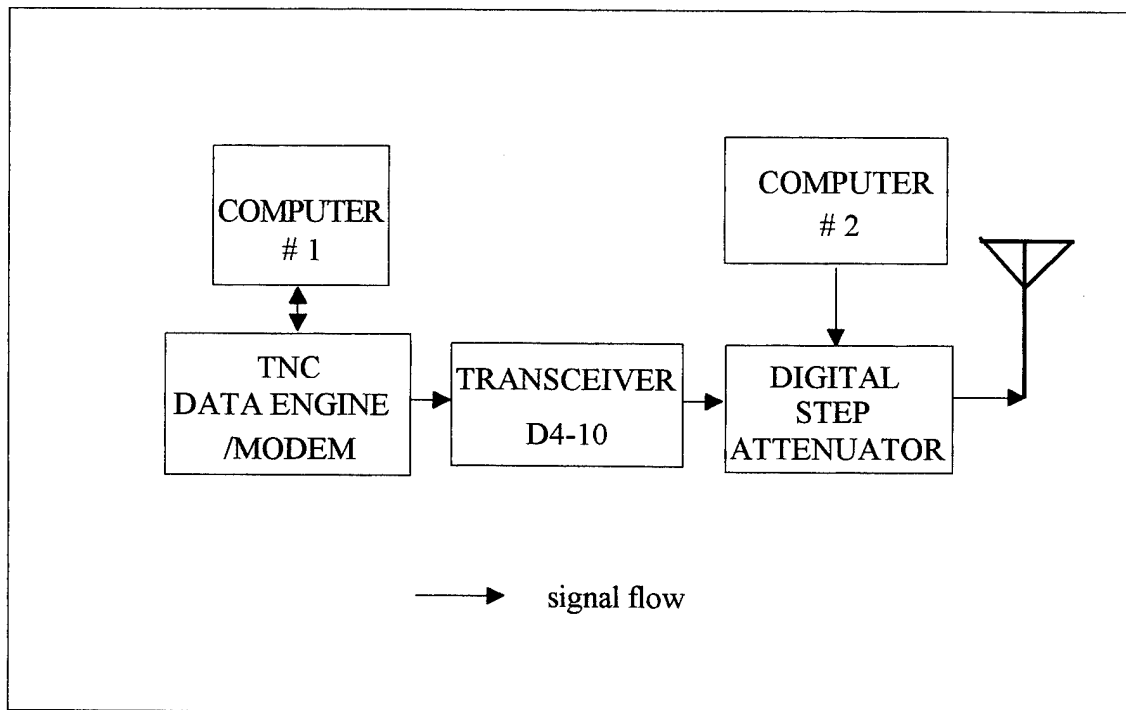 COMPUTER
# 1
COMPUTER
# 2
TNC
DATA ENGINE
/MODEM
TRANSCEIVER
D4-10
DIGITAL
STEP
ATTENUATOR
signal flow